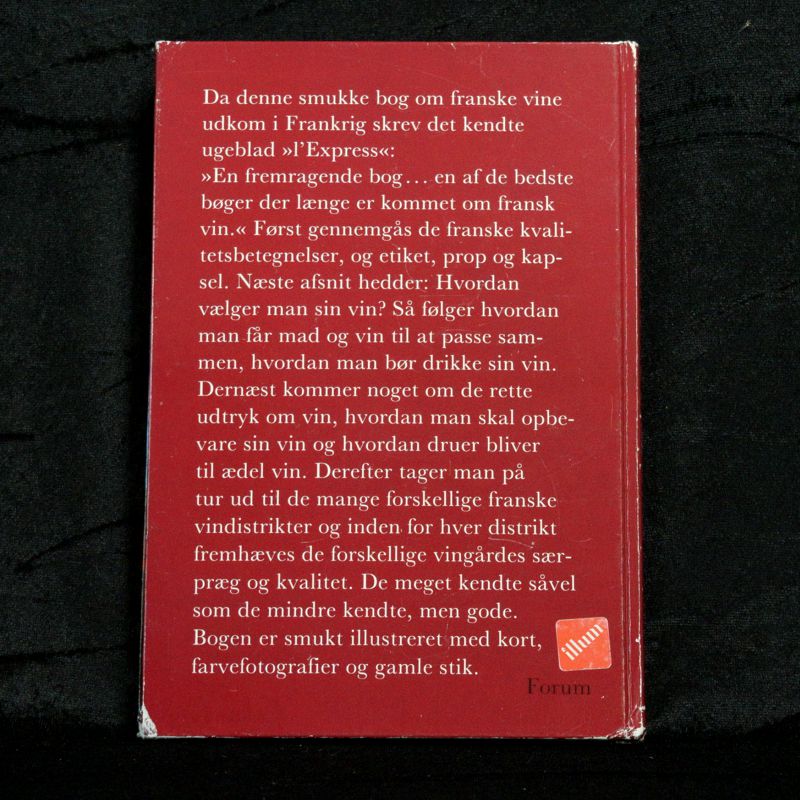 Da denne smukke bog om franske vine
udkom i Frankrig skrev det kendte
ugeblad »l’Express«:
»En fremragende bog... en af de bedste
bøger der længe er kommet om fransk
vin.« Først gennemgås de franske kvali-
tetsbetegnelser, og etiket, prop og kap-
sel. Næste afsnit hedder: Hvordan
vælger man sin vin? Så følger hvordan
man får mad og vin til at passe sam-
men, hvordan man bør drikke sin vin.
Dernæst kommer noget om de rette
udtryk om vin, hvordan man skal opbe-
vare sin vin og hvordan druer bliver
til ædel vin. Derefter tager man på
tur ud til de mange forskellige franske
vindistrikter og inden for hver distrikt
fremhæves de forskellige vingårdes sær-
præg og kvalitet. De meget kendte såvel
som de mindre kendte, men gode.
Bogen er smukt illustreret med kort,
farvefotografier og gamle stik.
illum
Forum